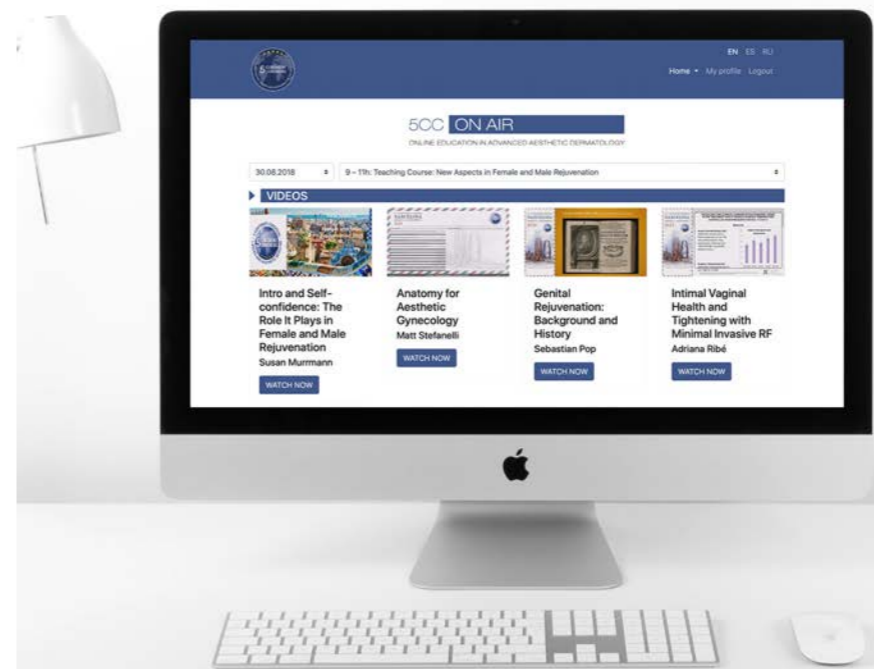 EN ES RU
Home My profile Logout
5CC ON AIR
ONLINE EDUCATION IN ADVANCED AESTHETIC DERMATOLOGY
30.08.2018
9 – 11h: Teaching Course: New Aspects in Female and Male Rejuvenation
VIDEOS
Intro and Self-
confidence: The
Role It Plays in
Female and Male
Rejuvenation
Susan Murrmann
WATCH NOW
Anatomy for
Aesthetic
Gynecology
Matt Stefanelli
WATCH NOW
Genital
Rejuvenation:
Background and
History
Sebastian Pop
WATCH NOW
Intimal Vaginal
Health and
Tightening with
Minimal Invasive RF
Adriana Ribé
WATCH NOW